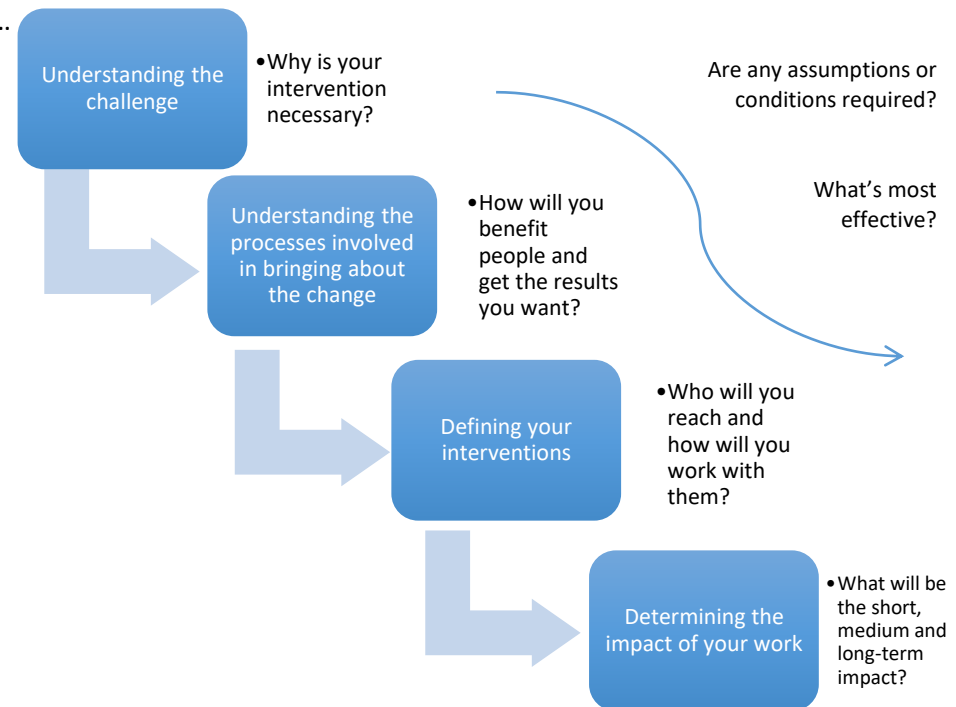 ..
Understanding the
challenge
•Why is your
intervention
necessary?
Are any assumptions or
conditions required?
What's most
effective?
Understanding the
processes involved
in bringing about
the change
•How will you
benefit
people and
get the results
you want?
Defining your
interventions
•Who will you
reach and
how will you
work with
them?
Determining the
impact of your work
•What will be
the short,
medium and
long-term
impact?